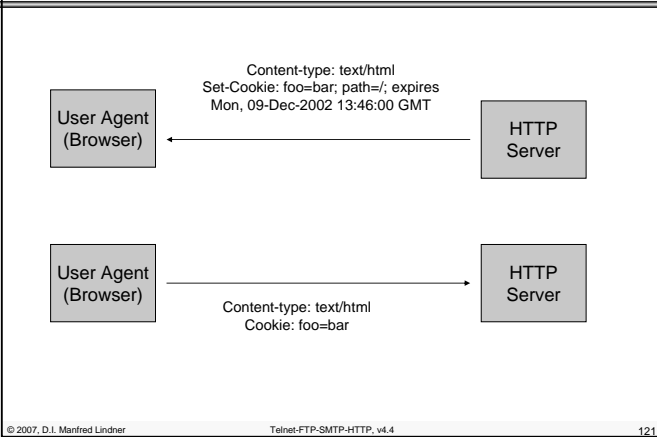 Content-type: text/html
Set-Cookie: foo=bar; path=/; expires
Mon, 09-Dec-2002 13:46:00 GMT
User Agent
(Browser)
HTTP
Server
User Agent
(Browser)
HTTP
Server
Content-type: text/html
Cookie: foo=bar
© 2007, D.I. Manfred Lindner
Telnet-FTP-SMTP-HTTP, v4.4
121